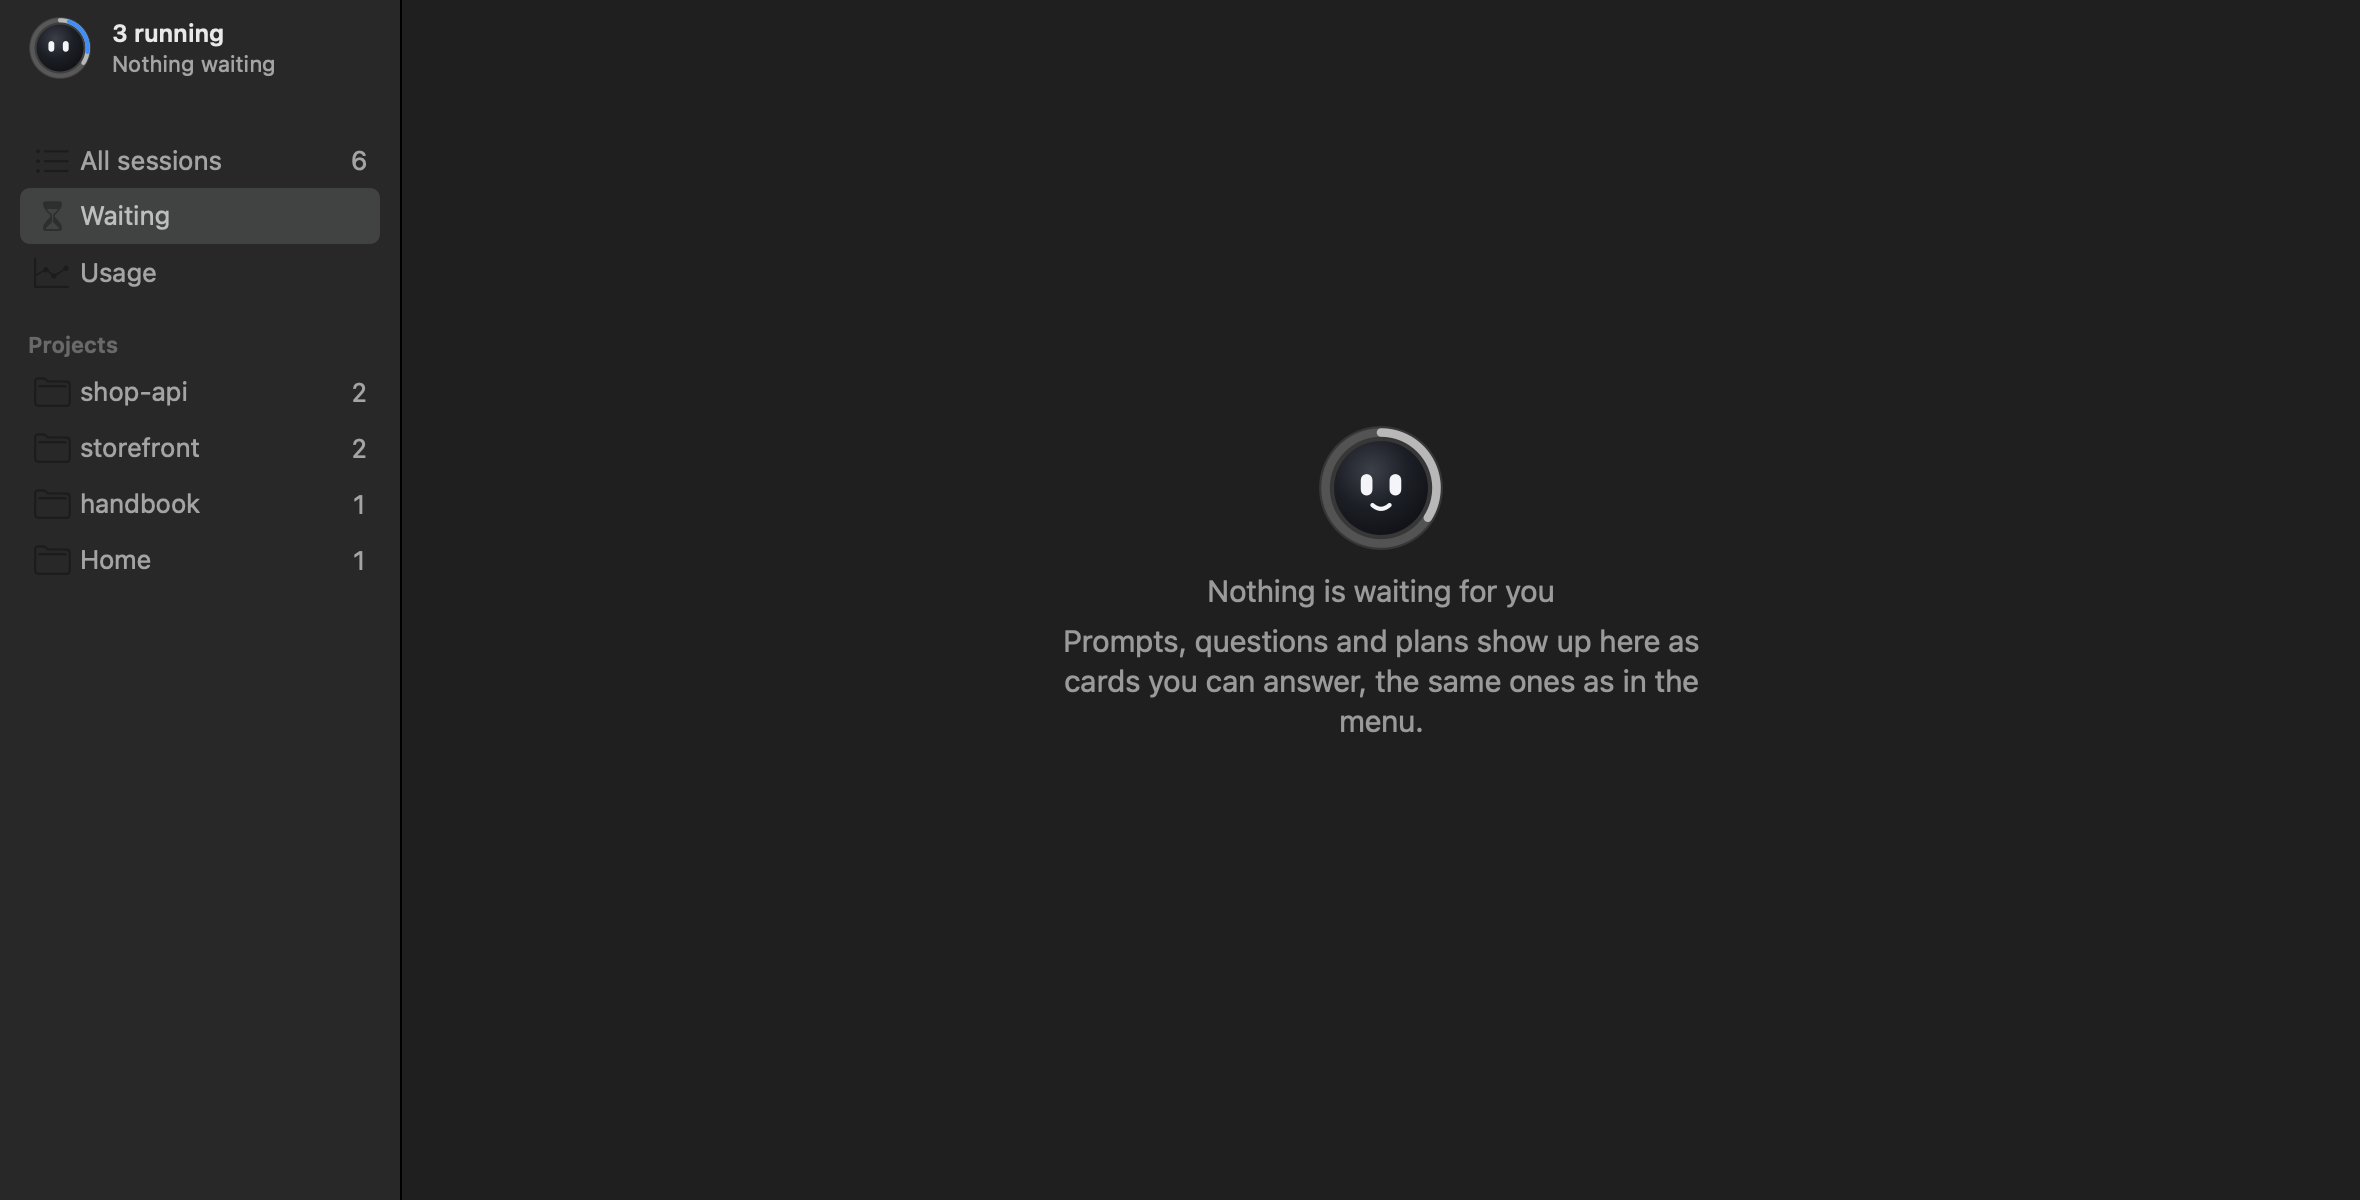 3 running
Nothing waiting
All sessions 6
Waiting
Usage
Projects
shop-api 2
storefront 2
handbook 1
Home 1
Nothing is waiting for you
Prompts, questions and plans show up here as
cards you can answer, the same ones as in the
menu.